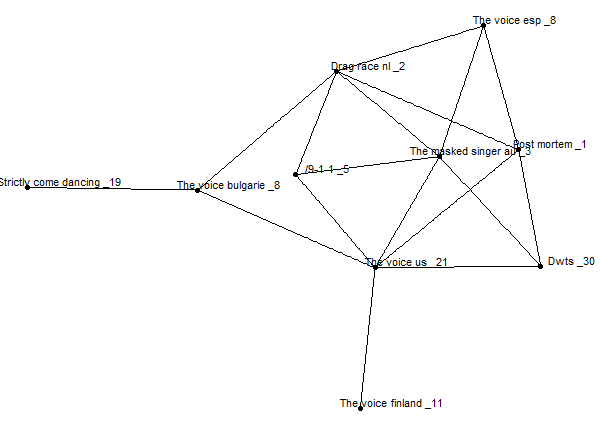 The voice esp _8
Drag race nl _2
Post mortem _1
The masked singer au _3
/9-1-1 _5
Strictly come dancing _19
The voice bulgarie _8
The voice us _21
Dwts _30
The voice finland _11